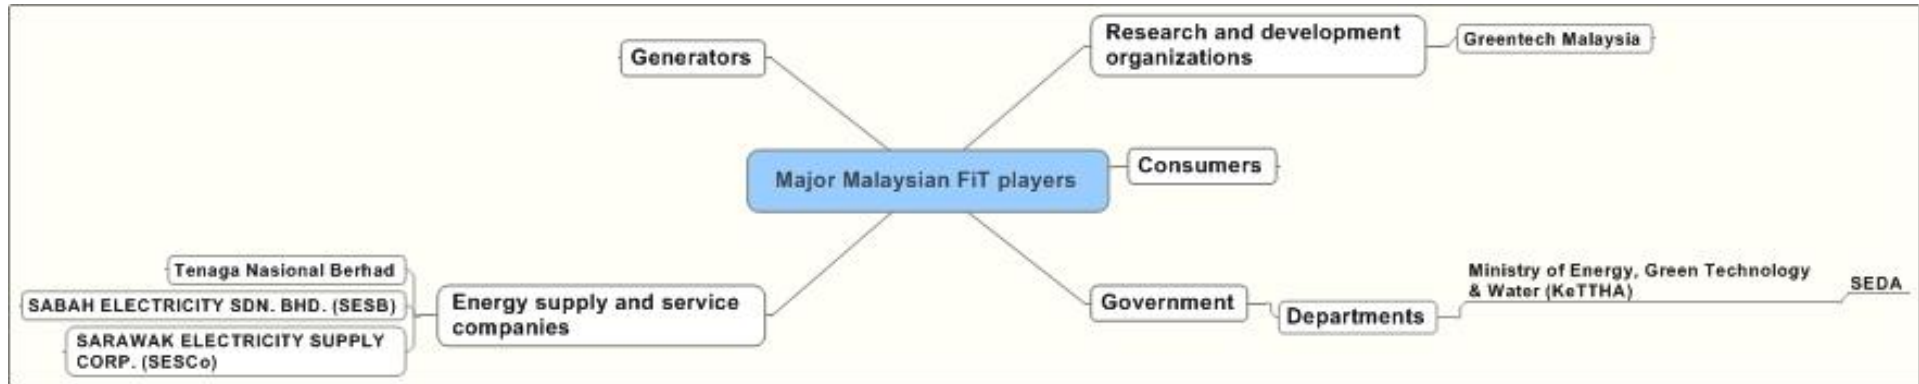 Generators
Research and development
organizations
Greentech Malaysia
Major Malaysian FiT players
Consumers
Tenaga Nasional Berhad
SABAH ELECTRICITY SDN. BHD. (SESB)
SARAWAK ELECTRICITY SUPPLY
CORP. (SESCo)
Energy supply and service
companies
Government
Departments
Ministry of Energy, Green Technology
& Water (KeTTHA)
SEDA